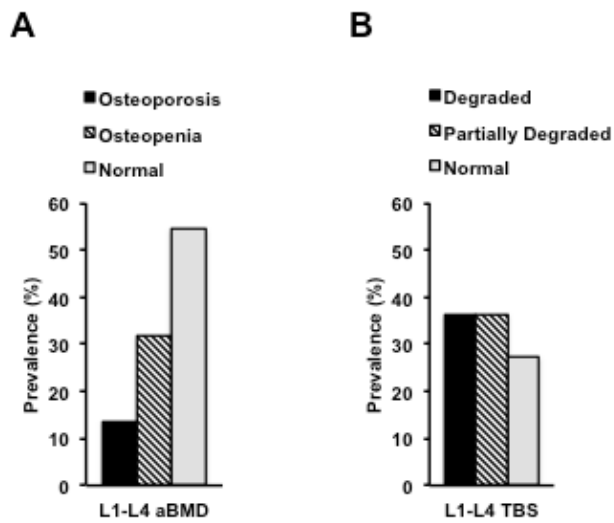 A
Osteoporosis
Osteopenia
Normal
60
50
40
30
20
10
0
Prevalence (%)
L1-L4 aBMD
B
Degraded
Partially Degraded
Normal
60
50
40
30
20
10
0
Prevalence (%)
L1-L4 TBS